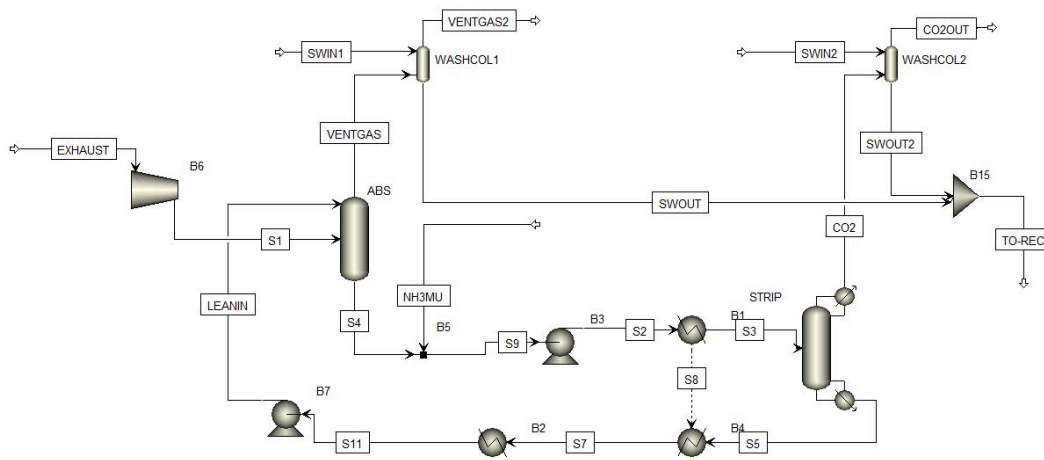 VENTGAS2
CO2OUT
SWIN1
SWIN2
WASHCOL1
WASHCOL2
VENTGAS
EXHAUST
SWOUT2
B6
B15
ABS
SWOUT
CO2
S1
TO-REC
LEANIN
NH3MU
STRIP
S4
B5
B3
S2
B1
S3
S9
S8
B7
B2
B4
S11
S7
S5